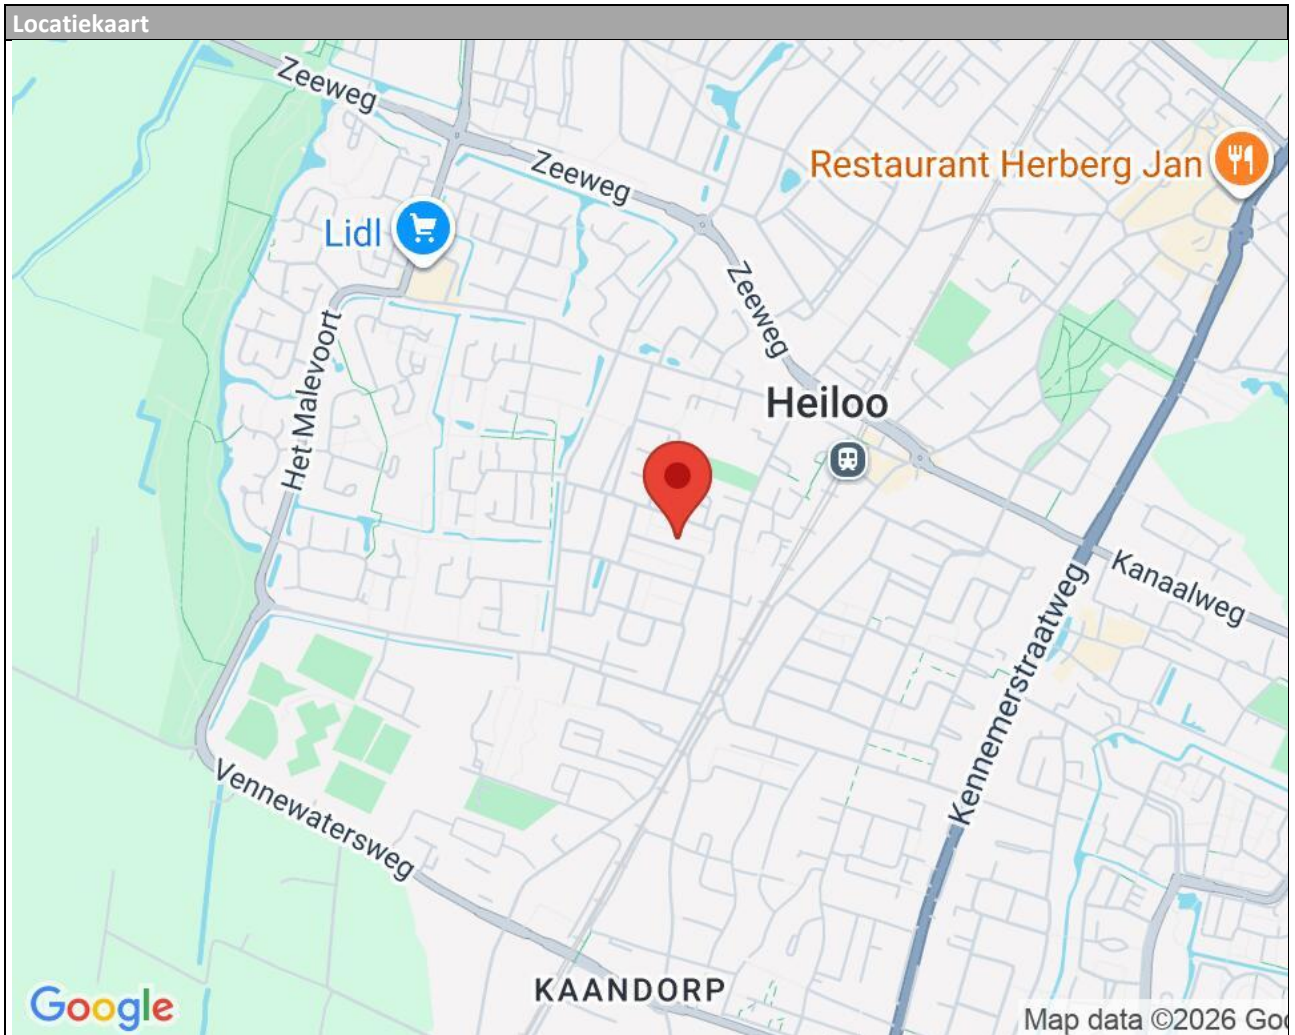 Locatiekaart
Zeeweg
Zeeweg
Restaurant Herberg Jan
Lidl
Zeeweg
Het Malevoort
Heiloo
Kanaalweg
Kennemerstraatweg
Vennewatersweg
KAANDORP
Google
Map data ©2026 Goo